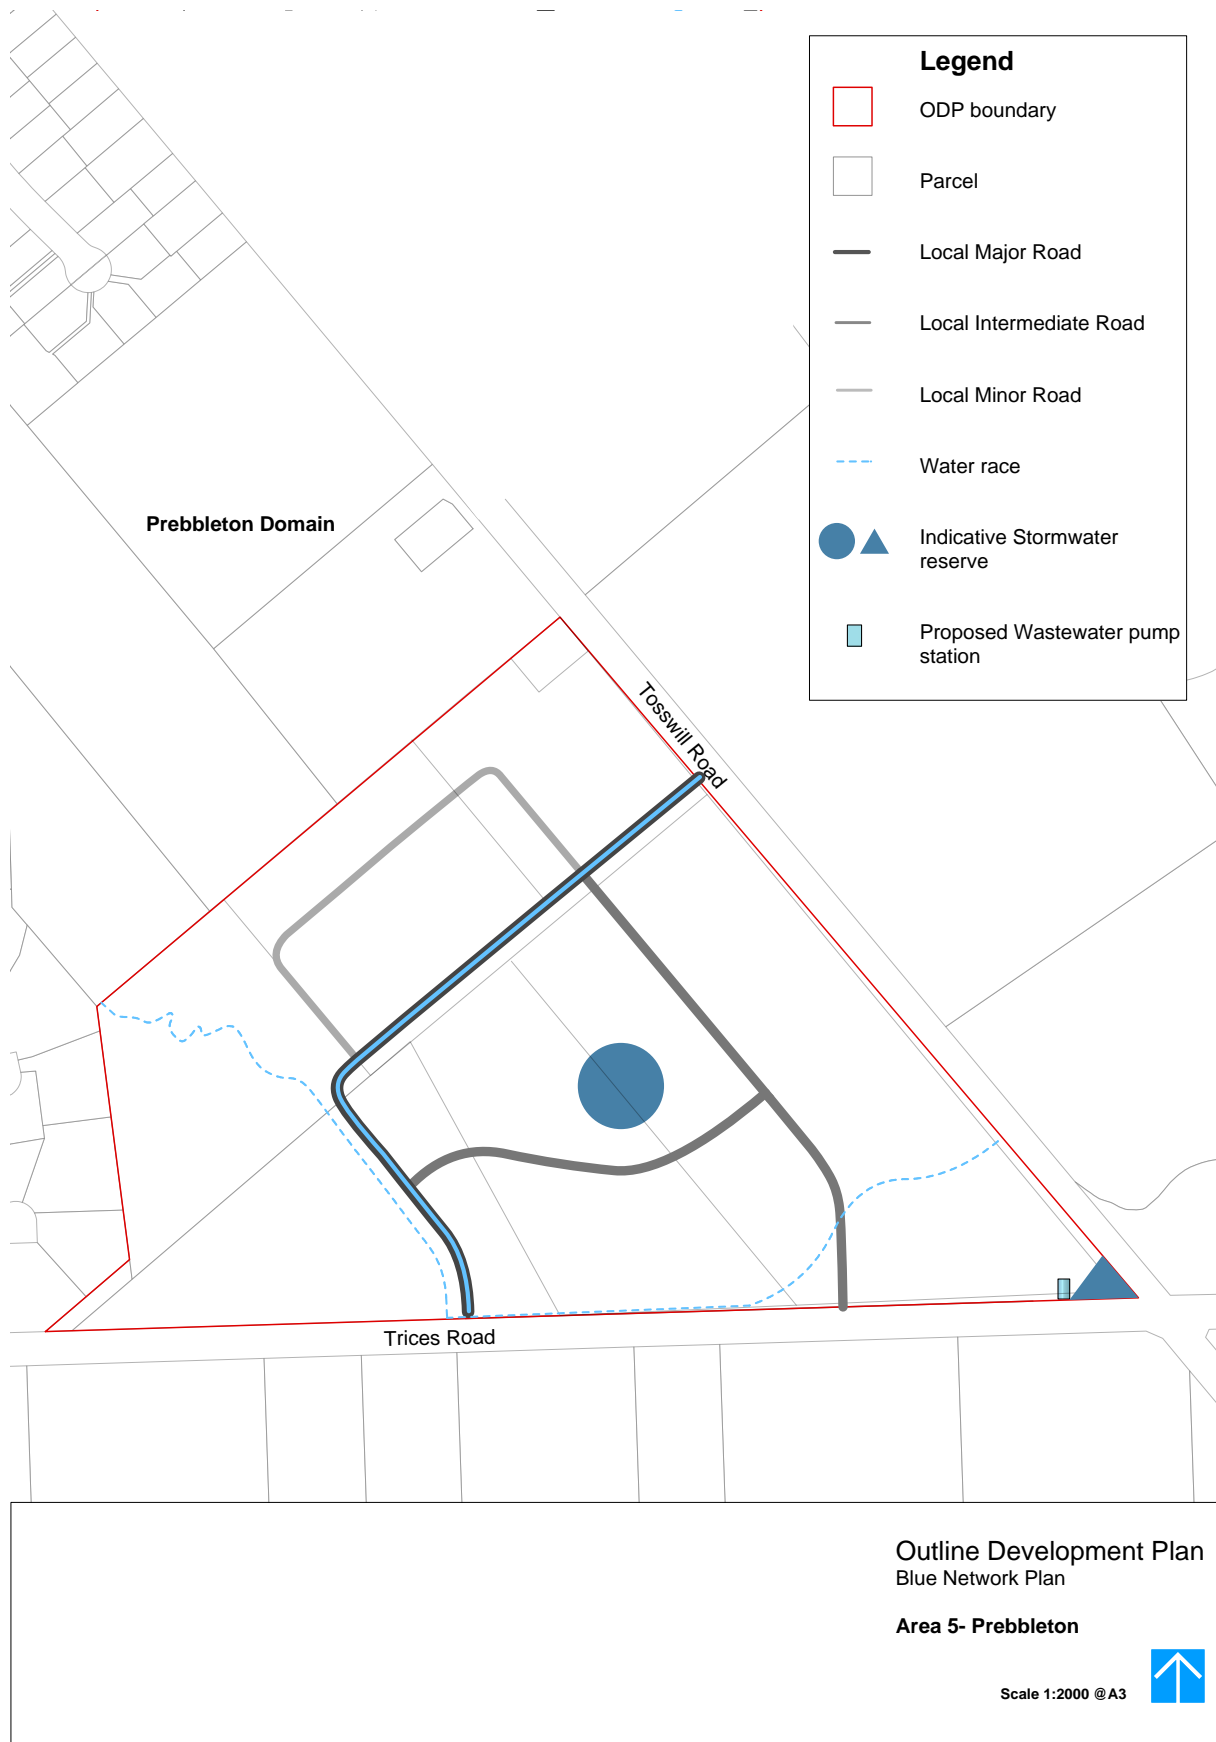 Legend
ODP boundary
Parcel
Local Major Road
Local Intermediate Road
Local Minor Road
Water race
Indicative Stormwater
reserve
Proposed Wastewater pump
station
Prebbleton Domain
Tosswill Road
Trices Road
Outline Development Plan
Blue Network Plan
Area 5- Prebbleton
Scale 1:2000 @A3